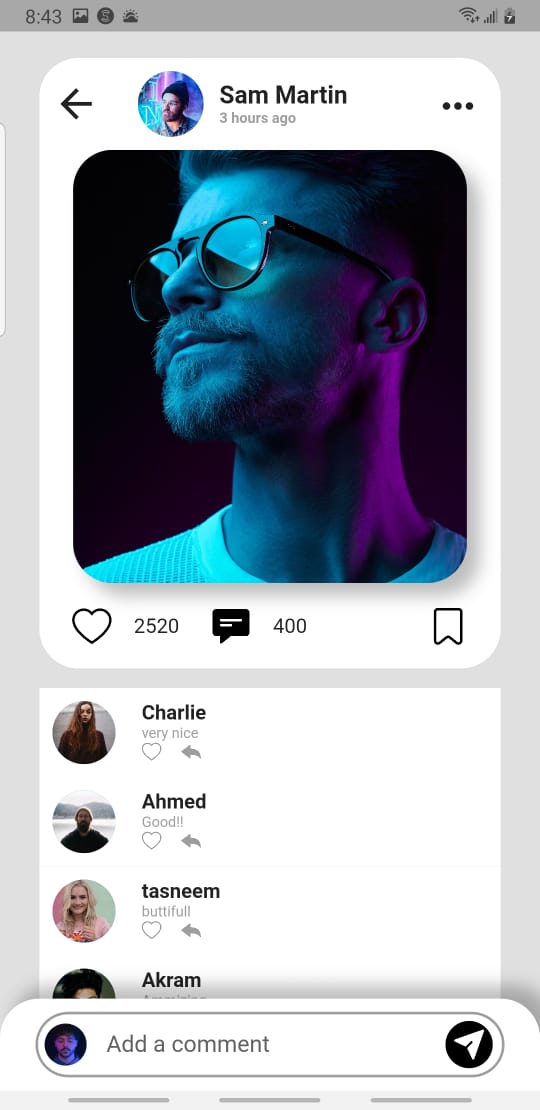 8:43
Sam Martin
3 hours ago
2520
400
Charlie
very nice
Ahmed
Good!!
tasneem
buttifull
Akram
Add a comment